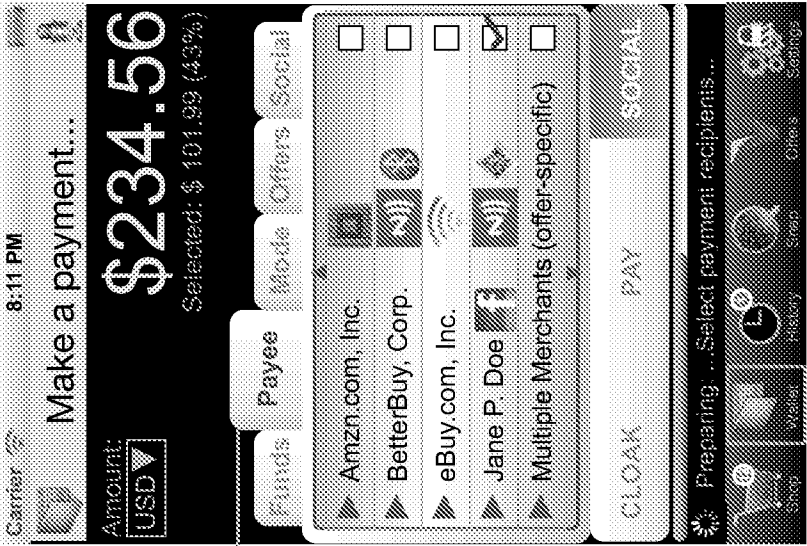 Carrier 8:11 PM
Make a payment...
Amount:
USD
$234.56
Selected: $ 101.99 (43%)
Funds Payee Mode Offers Social
Amzn.com, Inc.
BetterBuy, Corp.
eBuy.com, Inc.
Jane P. Doe f
Multiple Merchants (offer-specific)
CLOAK PAY SOCIAL
Preparing: ...Select payment recipients...
Shop Wallet History Snap Offers Settings